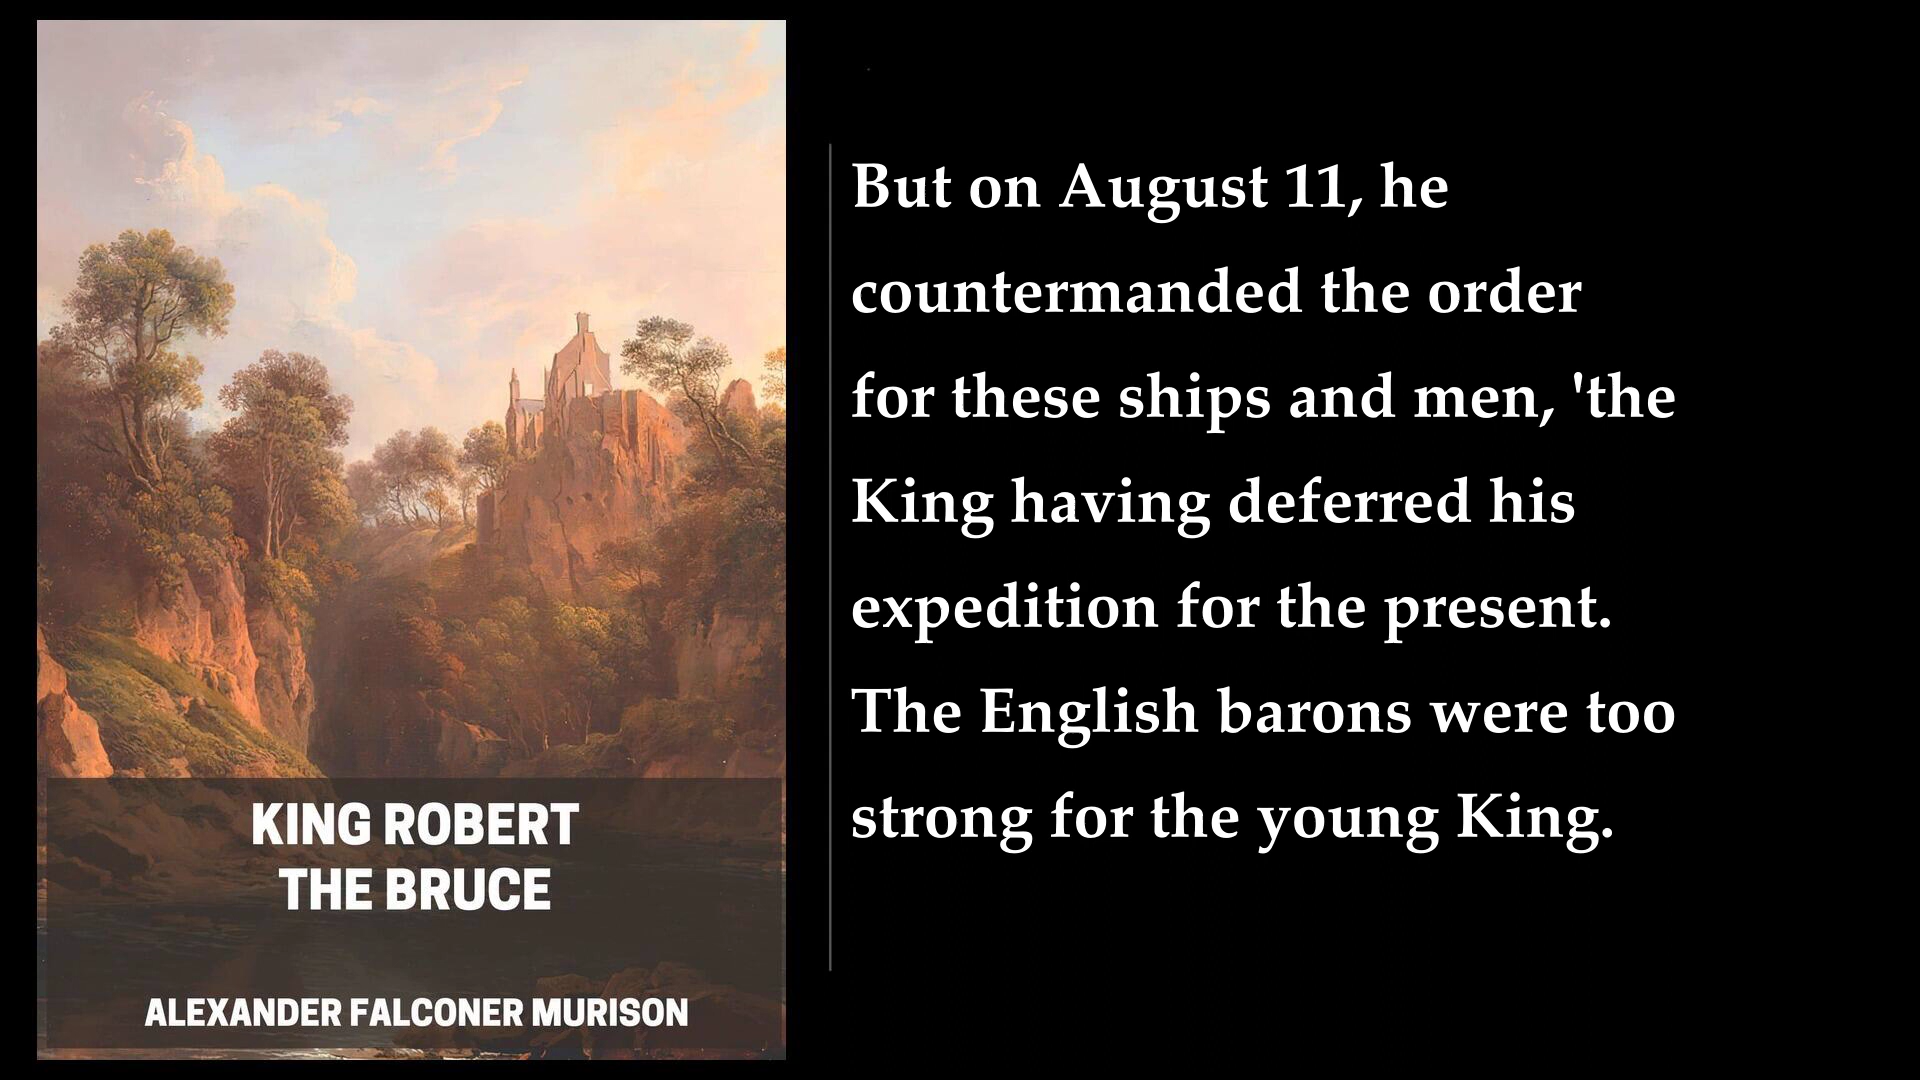 KING ROBERT
THE BRUCE
ALEXANDER FALCONER MURISON
But on August 11, he
countermanded the order
for these ships and men, 'the
King having deferred his
expedition for the present.
The English barons were too
strong for the young King.